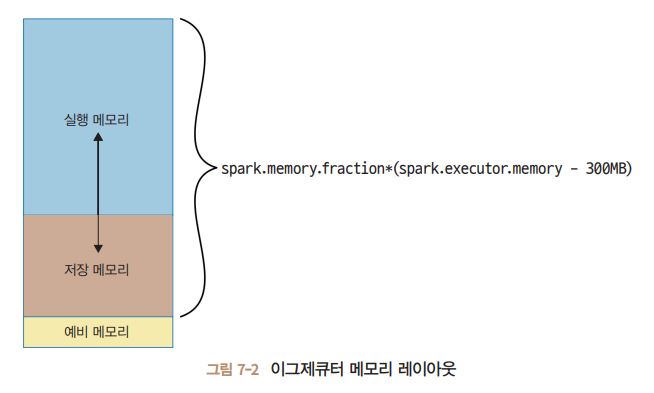 실행 메모리
spark.memory.fraction*(spark.executor.memory - 300MB)
저장 메모리
예비 메모리
그림 7-2 이그제큐터 메모리 레이아웃